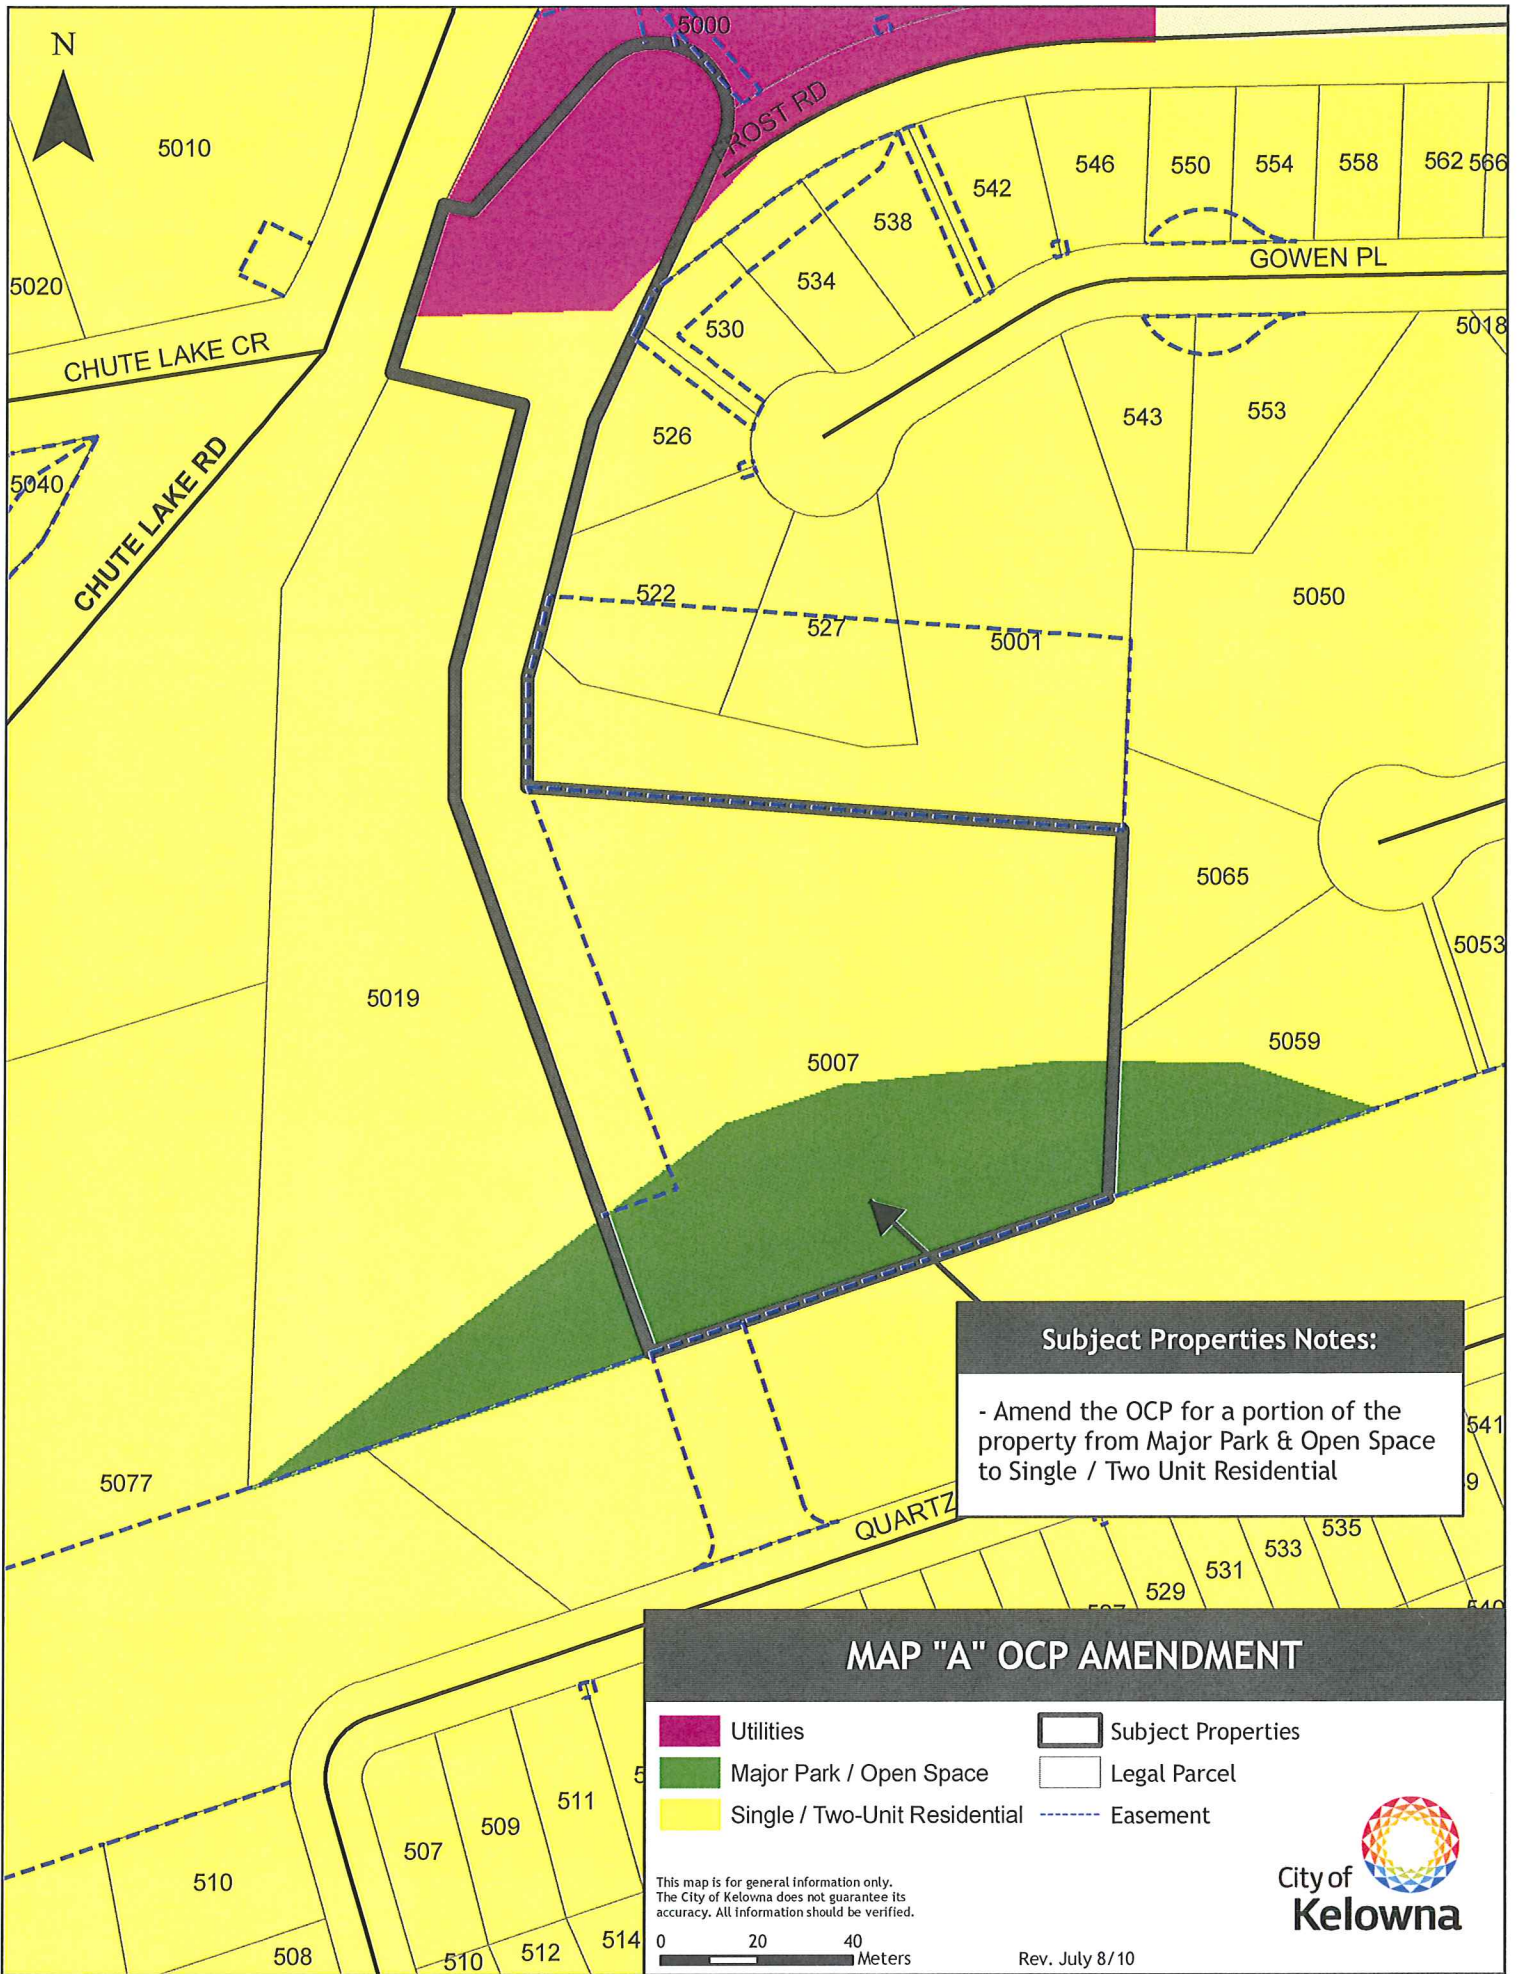 N
5000
FROST RD
5010
5020
CHUTE LAKE CR
CHUTE LAKE RD
5040
546
550
554
558
562
566
542
538
534
530
526
GOWEN PL
5018
543
553
522
527
5001
5050
5065
5053
5019
5007
5059
5077
QUARTZ
Subject Properties Notes:
- Amend the OCP for a portion of the
property from Major Park & Open Space
to Single / Two Unit Residential
541
9
535
533
531
529
540
MAP "A" OCP AMENDMENT
Utilities
Major Park / Open Space
Single / Two-Unit Residential
Subject Properties
Legal Parcel
Easement
This map is for general information only.
The City of Kelowna does not guarantee its
accuracy. All information should be verified.
0 20 40
Meters
Rev. July 8/10
City of
Kelowna
5
511
509
507
510
508
510
512
514